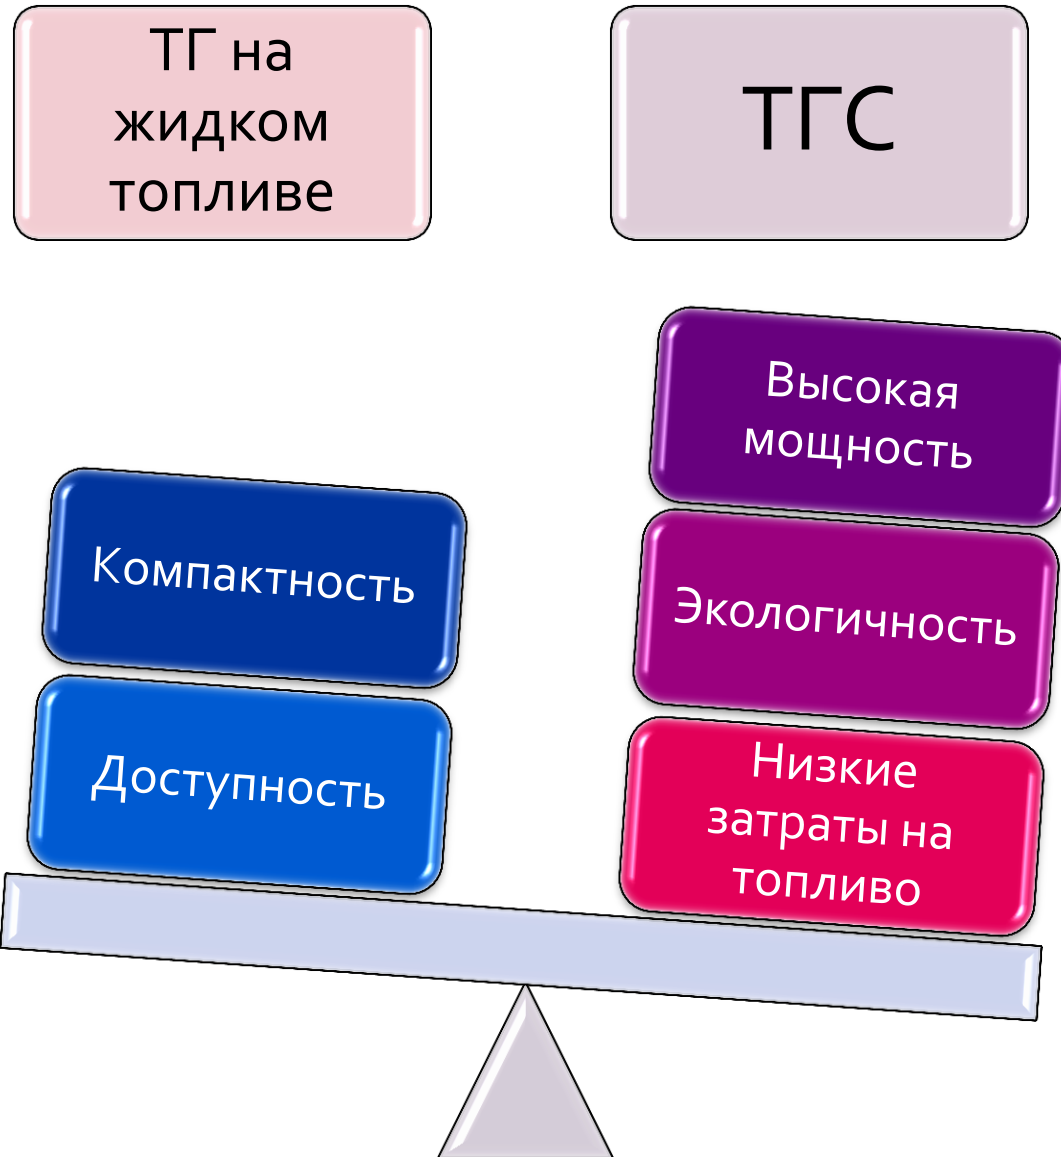 ТГ на
жидком
топливе
ТГС
Компактность
Доступность
Высокая
мощность
Экологичность
Низкие
затраты на
топливо